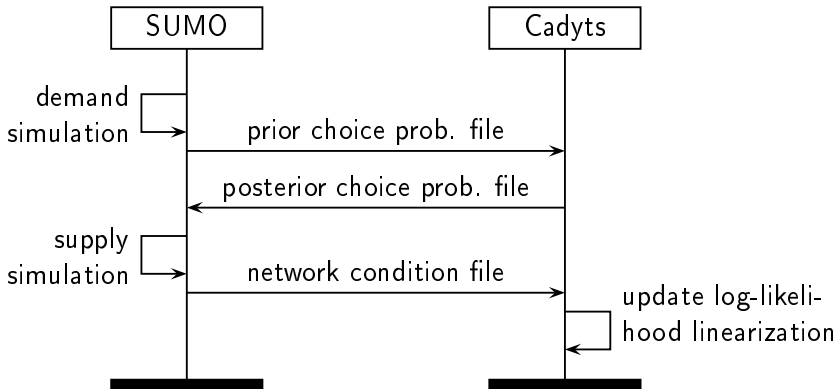 SUMO
Cadyts
demand
simulation
prior choice prob. file
posterior choice prob. file
supply
simulation
network condition file
update log-likeli-
hood linearization